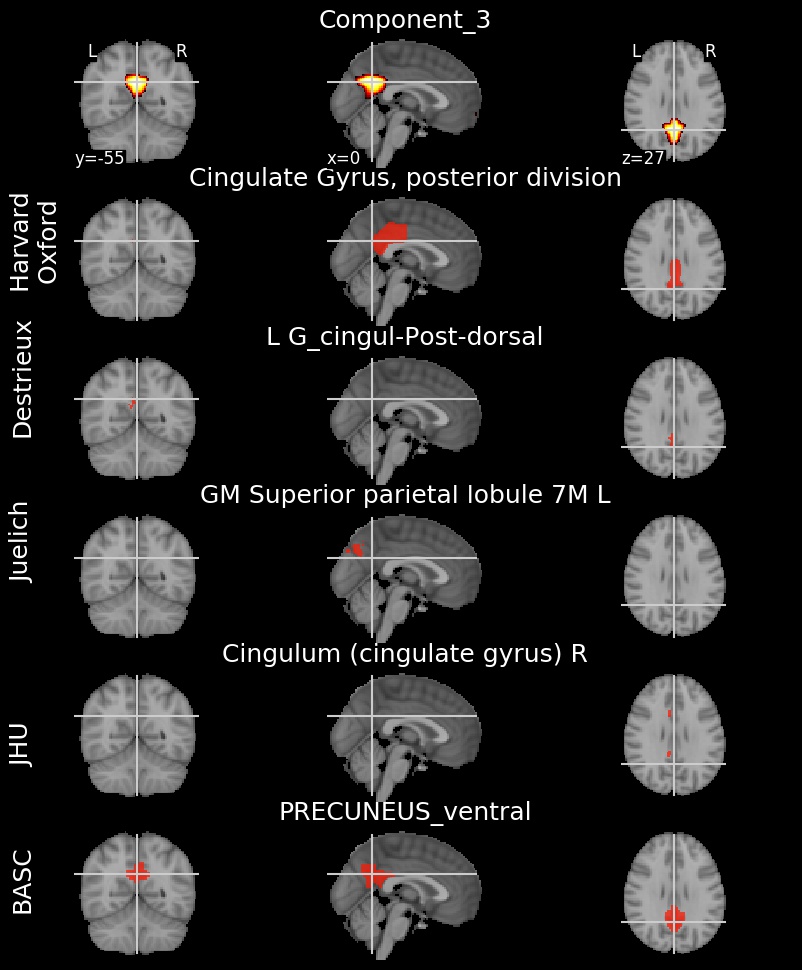 Component_3
L R L R
y=-55 x=0 z=27
Cingulate Gyrus, posterior division
Harvard
Oxford
L G_cingul-Post-dorsal
Destrieux
GM Superior parietal lobule 7M L
Juelich
Cingulum (cingulate gyrus) R
JHU
PRECUNEUS_ventral
BASC